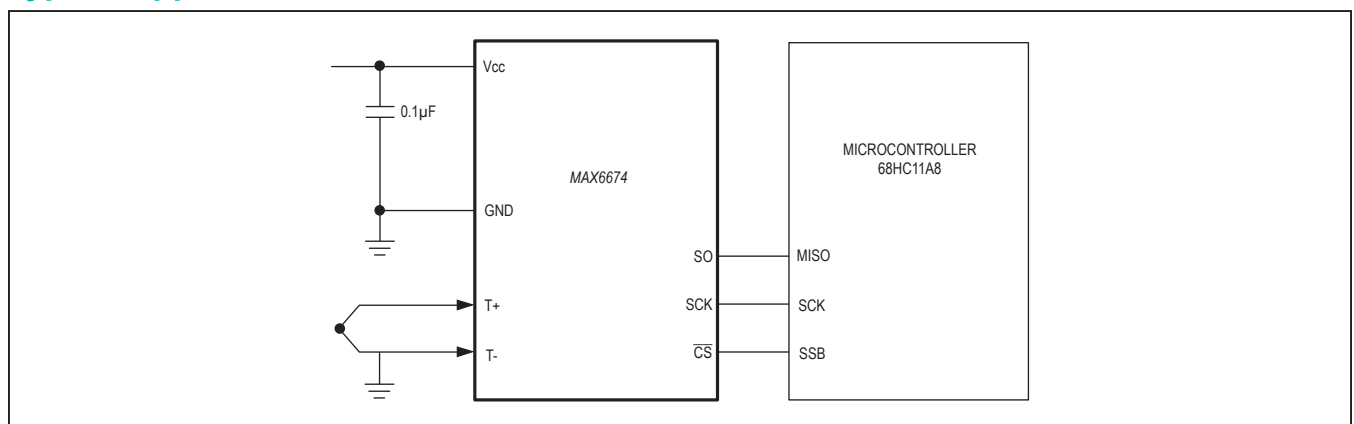 Vcc
0.1µF
MICROCONTROLLER
68HC11A8
MAX6674
GND
SO
MISO
T+
SCK
SCK
T-
CS
SSB